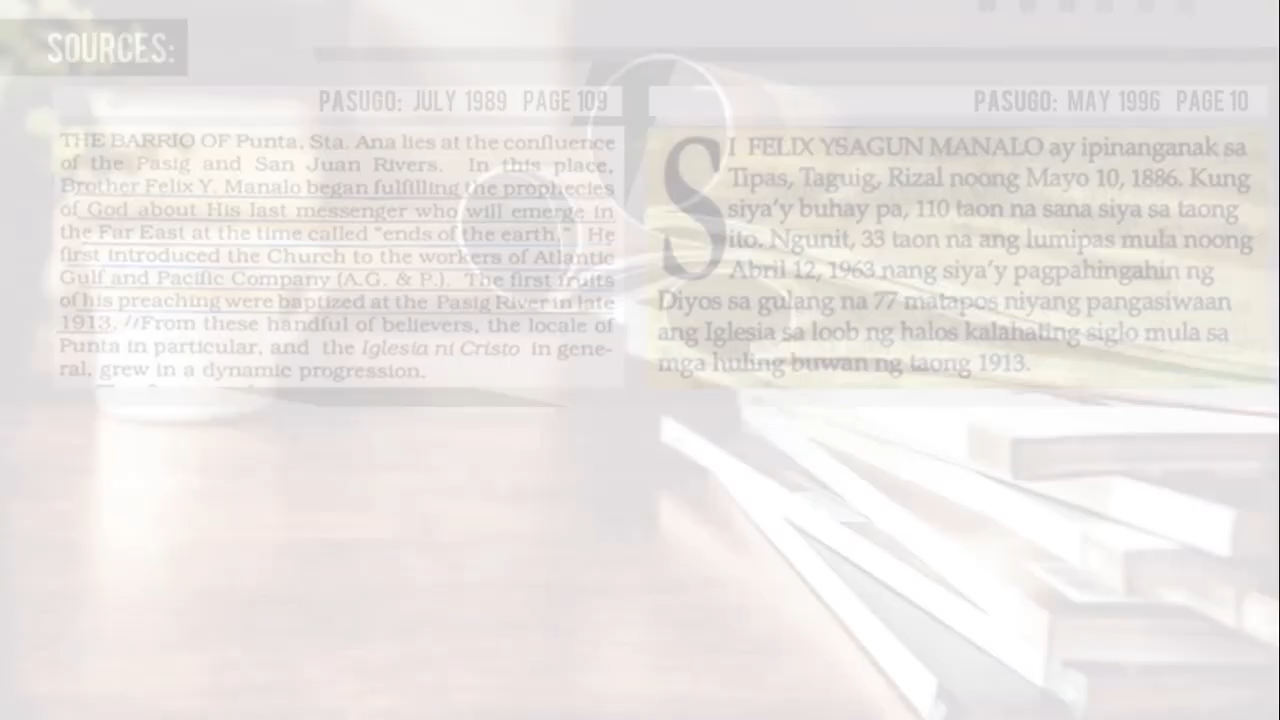 SOURCES:
PASUGO: JULY 1989 PAGE 109
THE BARRIO OF Punta, Sta. Ana lies at the confluence
of the Pasig and San Juan Rivers. In this place,
Brother Felix Y. Manalo began fulfilling the prophecies
of God about His last messenger who will emerge in
the Far East at the time called "ends of the earth." He
first introduced the Church to the workers of Atlantic
Gulf and Pacific Company (A.G. & P.). The first fruits
of his preaching were baptized at the Pasig River in late
1913. //From these handful of believers, the locale of
Punta in particular, and the Iglesia ni Cristo in gene-
ral, grew in a dynamic progression.
PASUGO: MAY 1996 PAGE 10
SI FELIX YSAGUN MANALO ay ipinanganak sa
Tipas, Taguig, Rizal noong Mayo 10, 1886. Kung
siya'y buhay pa, 110 taon na sana siya sa taong
ito. Ngunit, 33 taon na ang lumipas mula noong
Abril 12, 1963 nang siya'y pagpahingahin ng
Diyos sa gulang na 77 matapos niyang pangasiwaan
ang Iglesia sa loob ng halos kalahating siglo mula sa
mga huling buwan ng taong 1913.